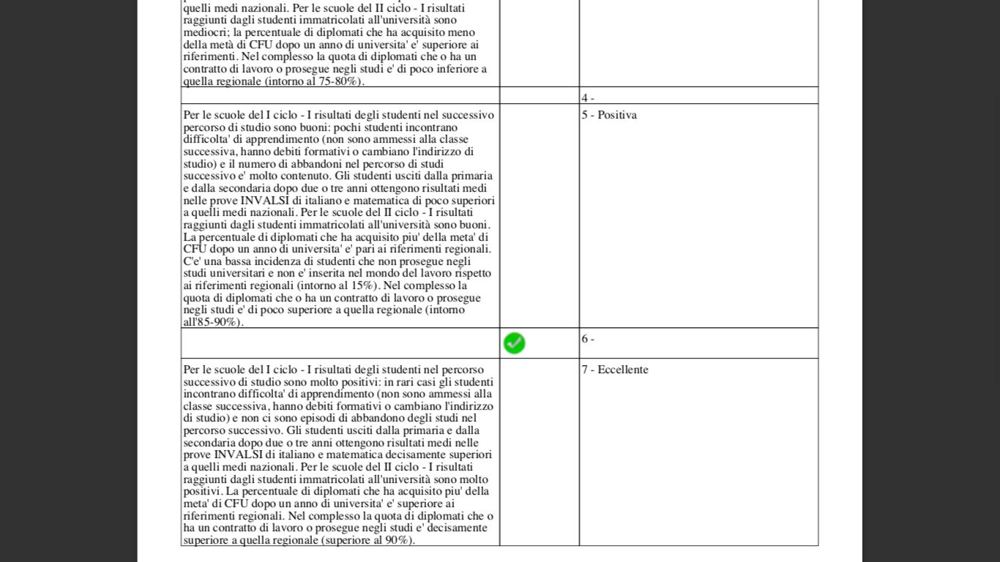 quelli medi nazionali. Per le scuole del II ciclo - I risultati
raggiunti dagli studenti immatricolati all'università sono
mediocri; la percentuale di diplomati che ha acquisito meno
della metà di CFU dopo un anno di universita' e' superiore ai
riferimenti. Nel complesso la quota di diplomati che o ha un
contratto di lavoro o prosegue negli studi e' di poco inferiore a
quella regionale (intorno al 75-80%).
4 -
Per le scuole del I ciclo - I risultati degli studenti nel successivo
percorso di studio sono buoni: pochi studenti incontrano
difficolta' di apprendimento (non sono ammessi alla classe
successiva, hanno debiti formativi o cambiano l'indirizzo di
studio) e il numero di abbandoni nel percorso di studi
successivo e' molto contenuto. Gli studenti usciti dalla primaria
e dalla secondaria dopo due o tre anni ottengono risultati medi
nelle prove INVALSI di italiano e matematica di poco superiori
a quelli medi nazionali. Per le scuole del II ciclo - I risultati
raggiunti dagli studenti immatricolati all'università sono buoni.
La percentuale di diplomati che ha acquisito piu' della meta' di
CFU dopo un anno di universita' e' pari ai riferimenti regionali.
C'e' una bassa incidenza di studenti che non prosegue negli
studi universitari e non e' inserita nel mondo del lavoro rispetto
ai riferimenti regionali (intorno al 15%). Nel complesso la
quota di diplomati che o ha un contratto di lavoro o prosegue
negli studi e' di poco superiore a quella regionale (intorno
all'85-90%).
5 - Positiva
6 -
Per le scuole del I ciclo - I risultati degli studenti nel percorso
successivo di studio sono molto positivi: in rari casi gli studenti
incontrano difficolta' di apprendimento (non sono ammessi alla
classe successiva, hanno debiti formativi o cambiano l'indirizzo
di studio) e non ci sono episodi di abbandono degli studi nel
percorso successivo. Gli studenti usciti dalla primaria e dalla
secondaria dopo due o tre anni ottengono risultati medi nelle
prove INVALSI di italiano e matematica decisamente superiori
a quelli medi nazionali. Per le scuole del II ciclo - I risultati
raggiunti dagli studenti immatricolati all'università sono molto
positivi. La percentuale di diplomati che ha acquisito piu' della
meta' di CFU dopo un anno di universita' e' superiore ai
riferimenti regionali. Nel complesso la quota di diplomati che o
ha un contratto di lavoro o prosegue negli studi e' decisamente
superiore a quella regionale (superiore al 90%).
7 - Eccellente